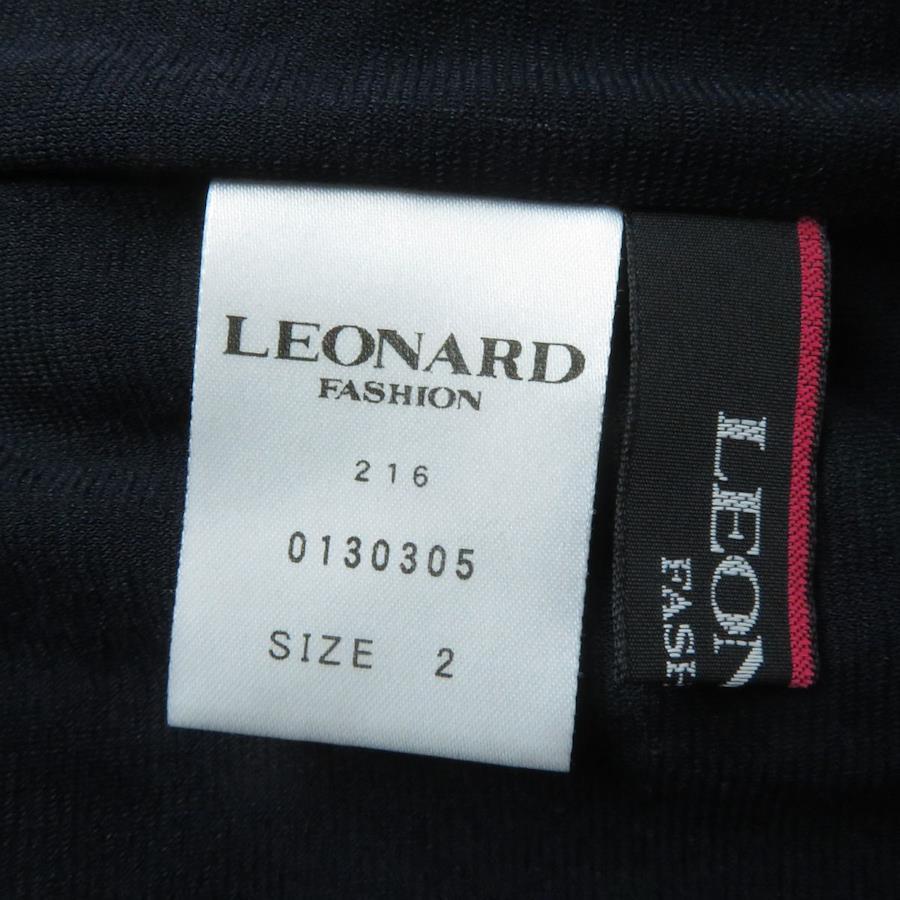 LEONARD
FASHION
216
0130305
SIZE 2
LEON
FASH